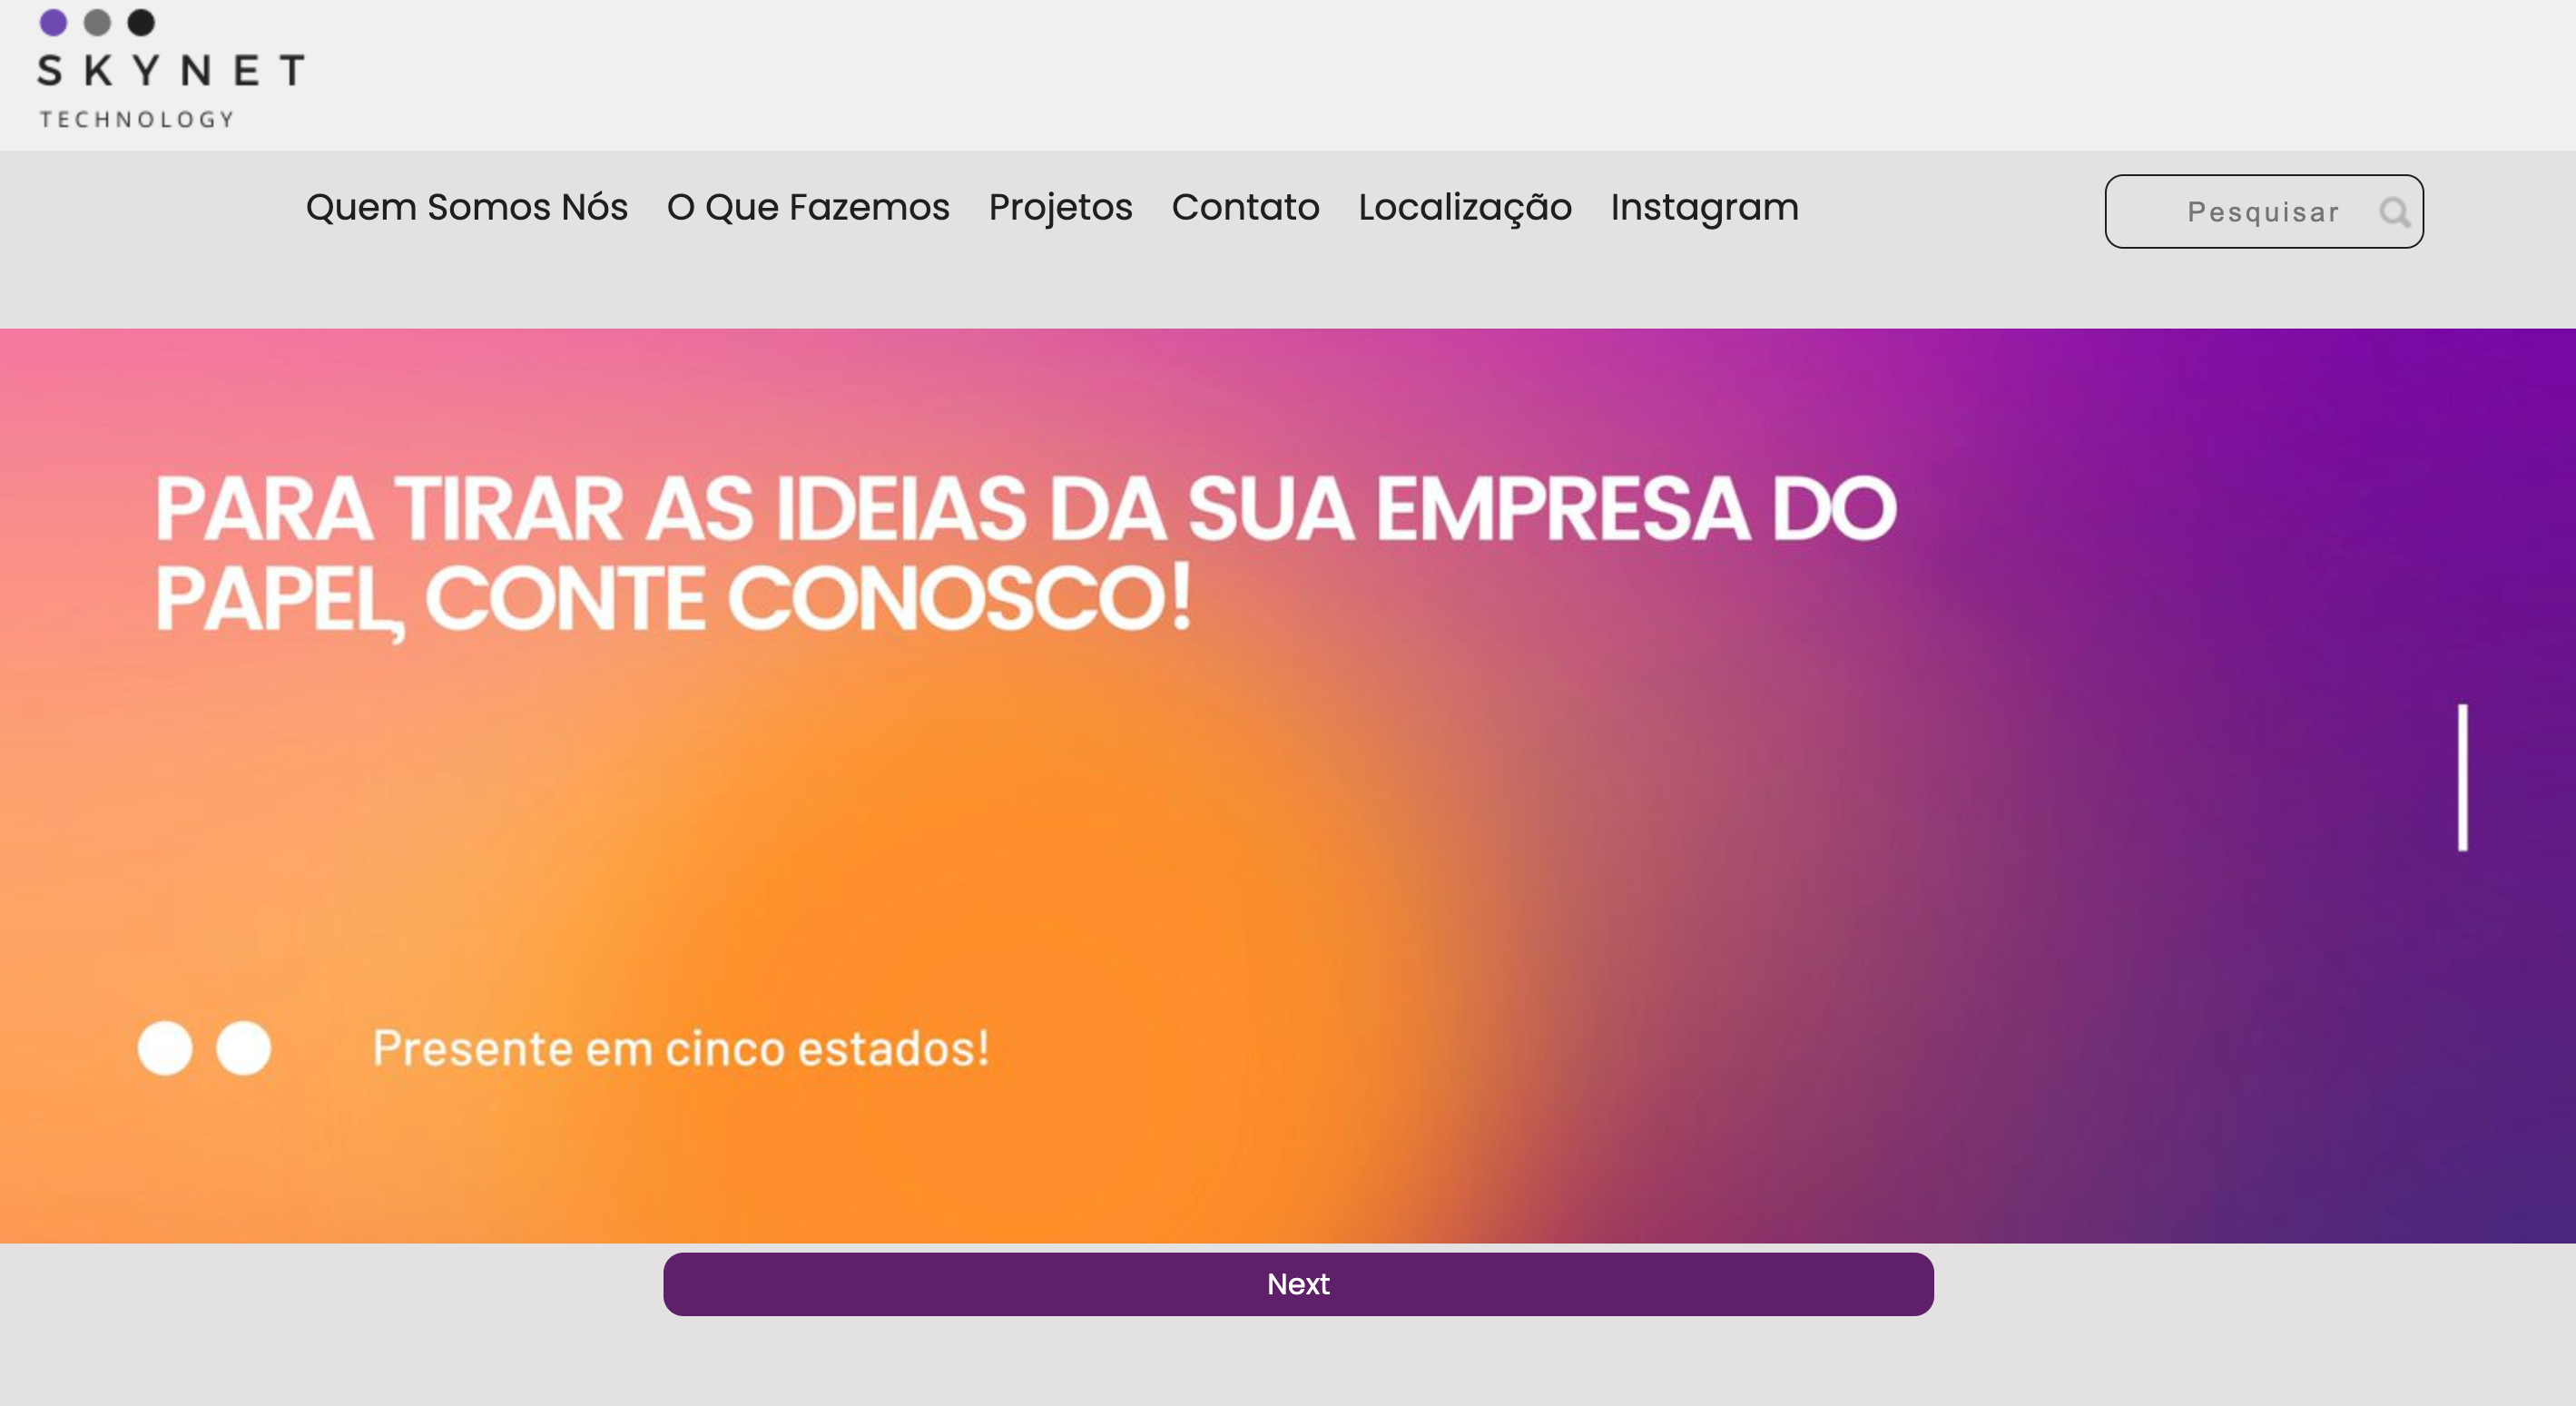 SKYNET
TECHNOLOGY
Quem Somos Nós O Que Fazemos Projetos Contato Localização Instagram
Pesquisar
PARA TIRAR AS IDEIAS DA SUA EMPRESA DO
PAPEL, CONTE CONOSCO!
Presente em cinco estados!
Next